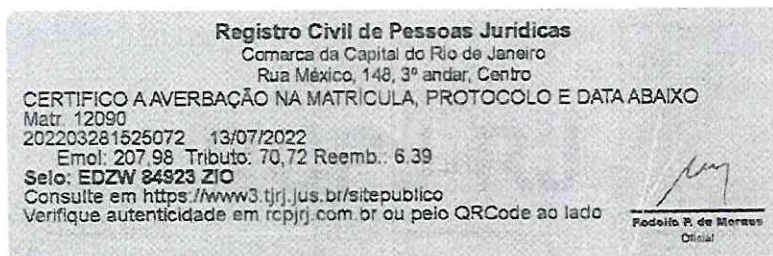 Registro Civil de Pessoas Jurídicas
Comarca da Capital do Rio de Janeiro
Rua México, 148, 3º andar, Centro
CERTIFICO A AVERBAÇÃO NA MATRÍCULA, PROTOCOLO E DATA ABAIXO
Matr. 12090
202203281525072 13/07/2022
Emol: 207,98 Tributo: 70,72 Reemb.: 6.39
Selo: EDZW 84923 ZIO
Consulte em https://www3.tjrj.jus.br/sitepublico
Verifique autenticidade em rcpjrj.com.br ou pelo QRCode ao lado
Rodolfo P. de Moraes
Oficial